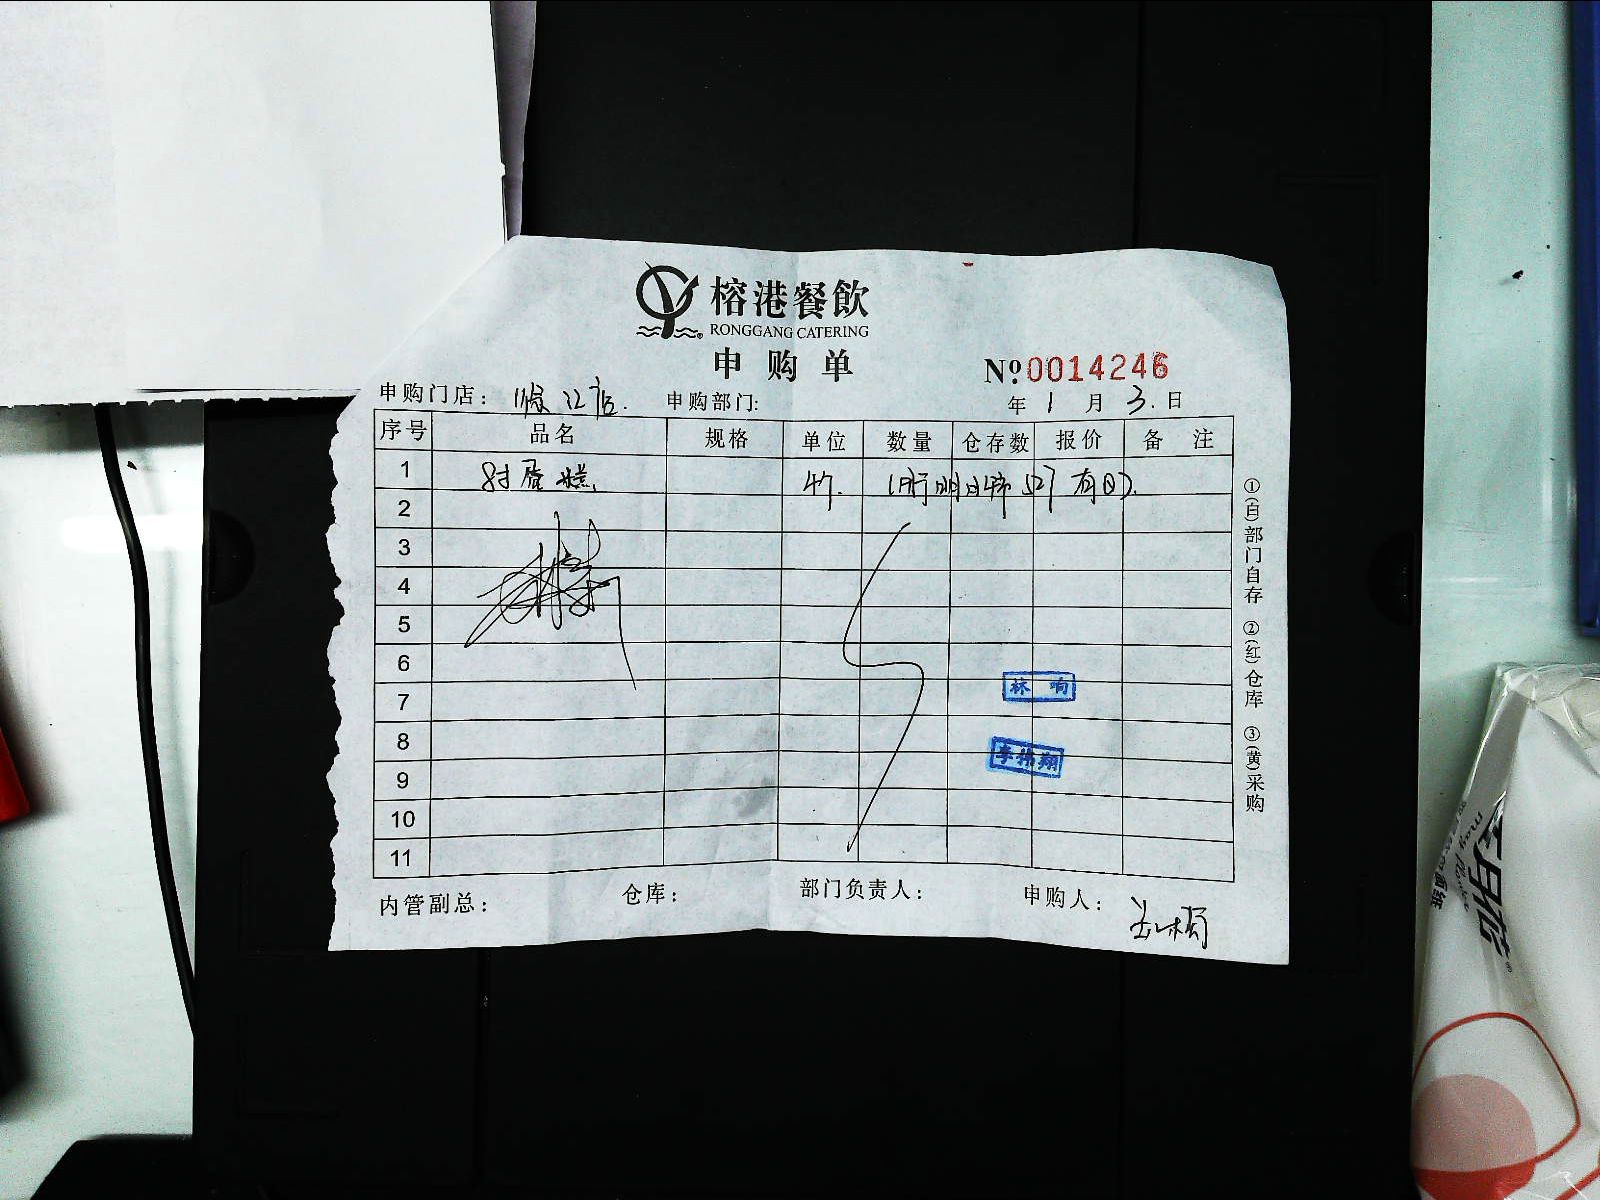 榕港餐飲
RONGGANG CATERING
申购单
№0014246
申购门店： 申购部门:
年 1 月 3 日
序号 品名 规格 单位 数量 仓存数 报价 备 注
1 8寸蛋糕 个
2
3
4
5
6
7 林响
8
9 李伟翔
10
11
内管副总： 仓库： 部门负责人： 申购人：
①(白)部门自存 ②(红)仓库 ③(黄)采购